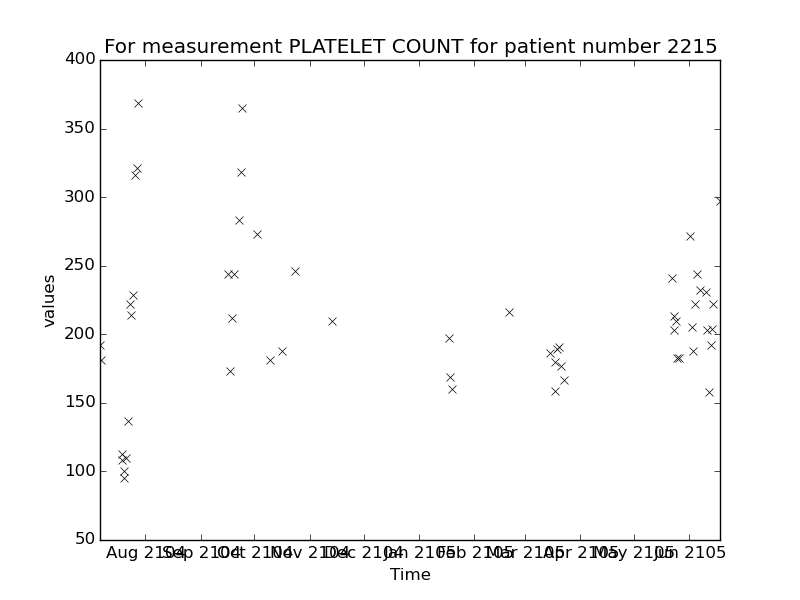 For measurement PLATELET COUNT for patient number 2215
400
350
300
250
200
150
100
50
values
Aug 2104
Sep 2104
Oct 2104
Nov 2104
Dec 2104
Jan 2105
Feb 2105
Mar 2105
Apr 2105
May 2105
Jun 2105
Time